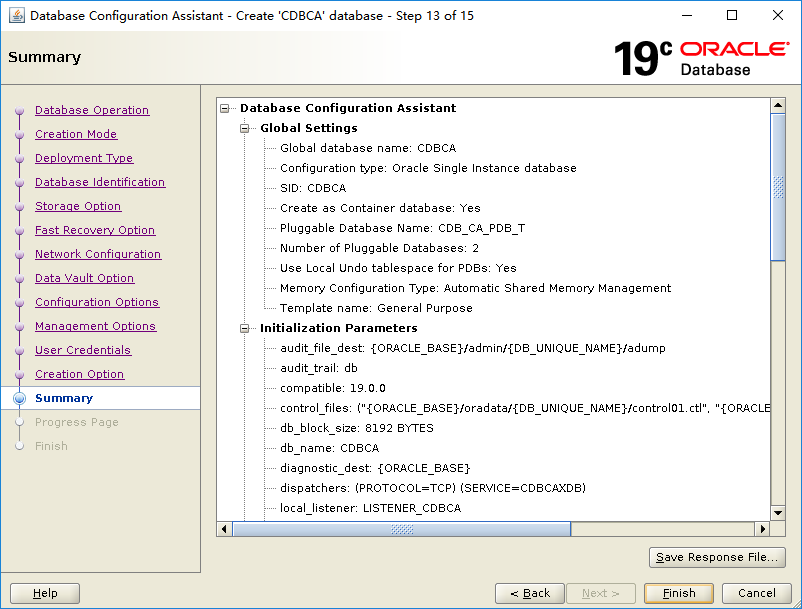 Database Configuration Assistant - Create 'CDBCA' database - Step 13 of 15
Summary
19c ORACLE
Database
Database Operation
Creation Mode
Deployment Type
Database Identification
Storage Option
Fast Recovery Option
Network Configuration
Data Vault Option
Configuration Options
Management Options
User Credentials
Creation Option
Summary
Progress Page
Finish
Database Configuration Assistant
Global Settings
Global database name: CDBCA
Configuration type: Oracle Single Instance database
SID: CDBCA
Create as Container database: Yes
Pluggable Database Name: CDB_CA_PDB_T
Number of Pluggable Databases: 2
Use Local Undo tablespace for PDBs: Yes
Memory Configuration Type: Automatic Shared Memory Management
Template name: General Purpose
Initialization Parameters
audit_file_dest: {ORACLE_BASE}/admin/{DB_UNIQUE_NAME}/adump
audit_trail: db
compatible: 19.0.0
control_files: ("{ORACLE_BASE}/oradata/{DB_UNIQUE_NAME}/control01.ctl", "{ORACLE
db_block_size: 8192 BYTES
db_name: CDBCA
diagnostic_dest: {ORACLE_BASE}
dispatchers: (PROTOCOL=TCP) (SERVICE=CDBCAXDB)
local_listener: LISTENER_CDBCA
Save Response File...
Help
< Back
Next >
Finish
Cancel